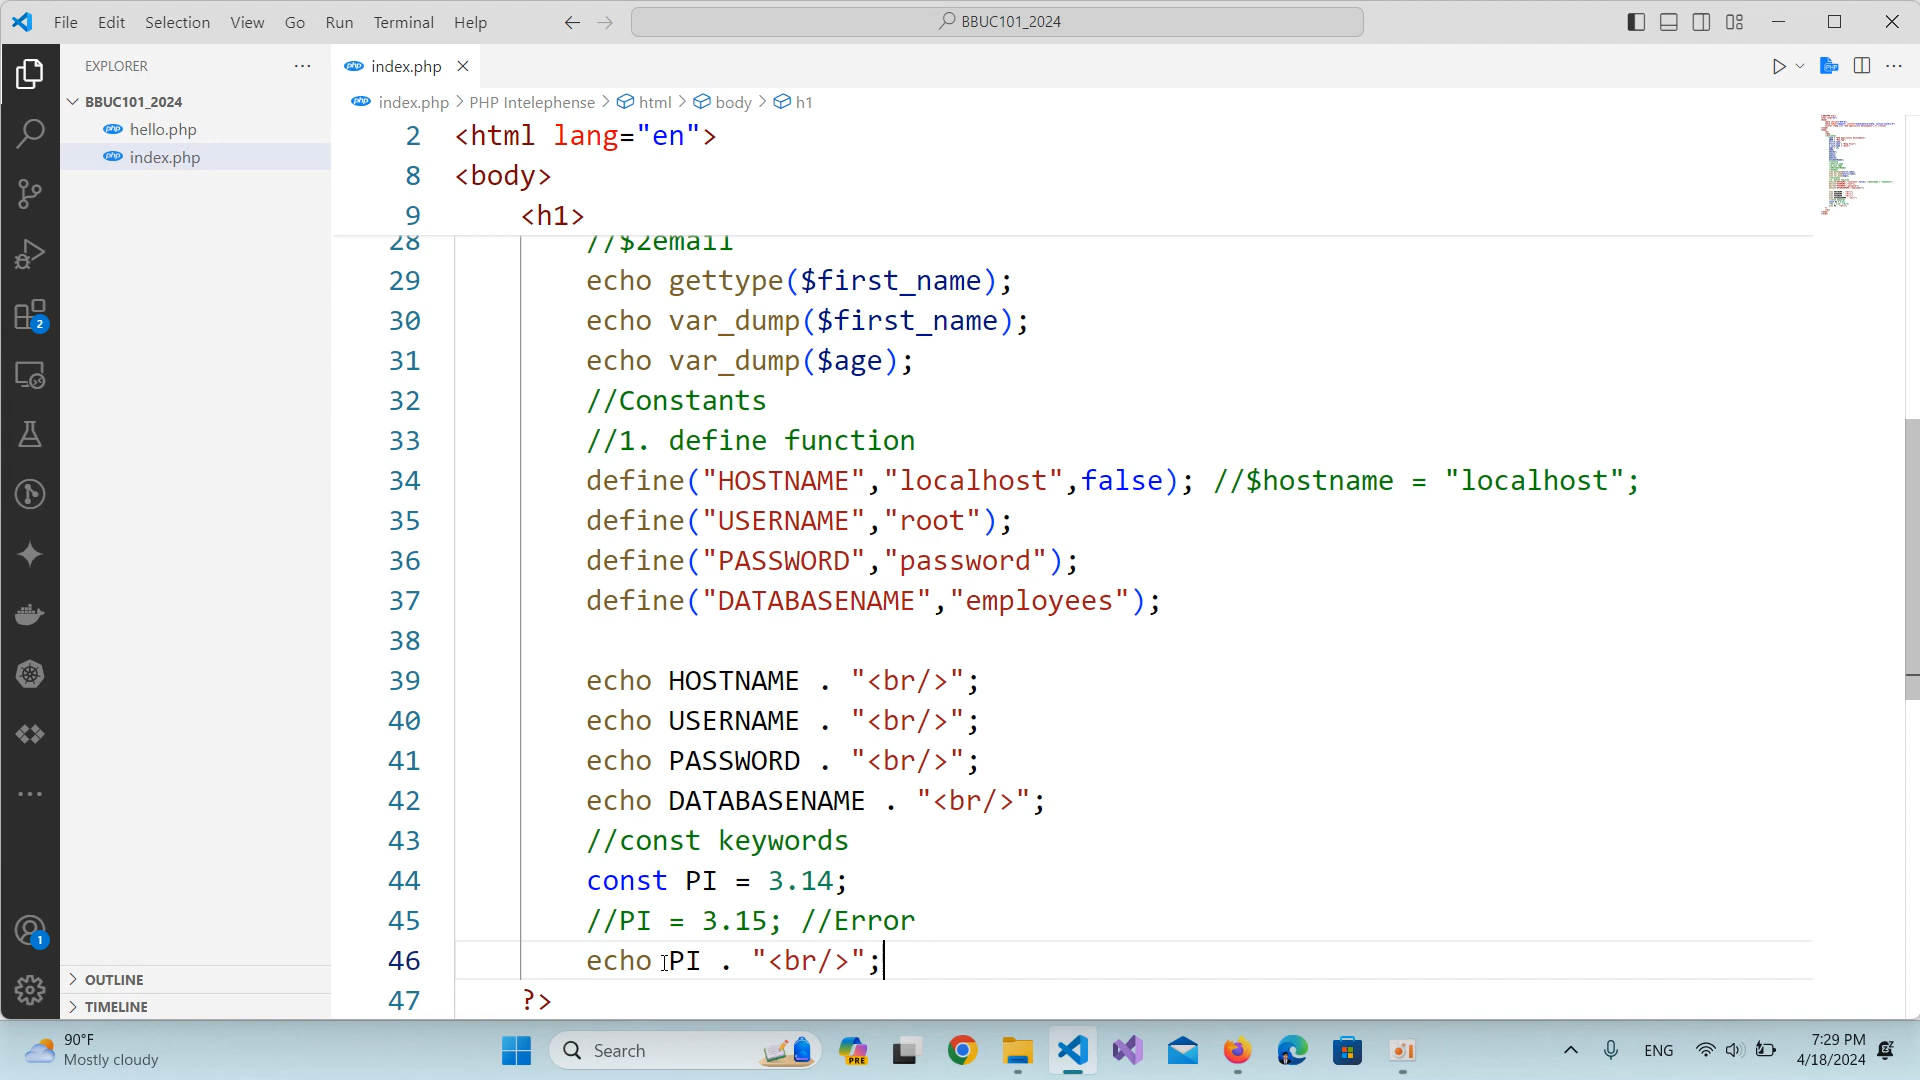 File Edit Selection View Go Run Terminal Help
BBUC101_2024
EXPLORER
index.php
BBUC101_2024
hello.php
index.php
index.php > PHP Intelephense > html > body > h1
2 <html lang="en">
8 <body>
9 <h1>
28 //$2email
29 echo gettype($first_name);
30 echo var_dump($first_name);
31 echo var_dump($age);
32 //Constants
33 //1. define function
34 define("HOSTNAME","localhost",false); //$hostname = "localhost";
35 define("USERNAME","root");
36 define("PASSWORD","password");
37 define("DATABASENAME","employees");
38
39 echo HOSTNAME . "<br/>";
40 echo USERNAME . "<br/>";
41 echo PASSWORD . "<br/>";
42 echo DATABASENAME . "<br/>";
43 //const keywords
44 const PI = 3.14;
45 //PI = 3.15; //Error
46 echo PI . "<br/>";
47 ?>
2
1
OUTLINE
TIMELINE
90°F
Mostly cloudy
Search
PRE
ENG
7:29 PM
4/18/2024